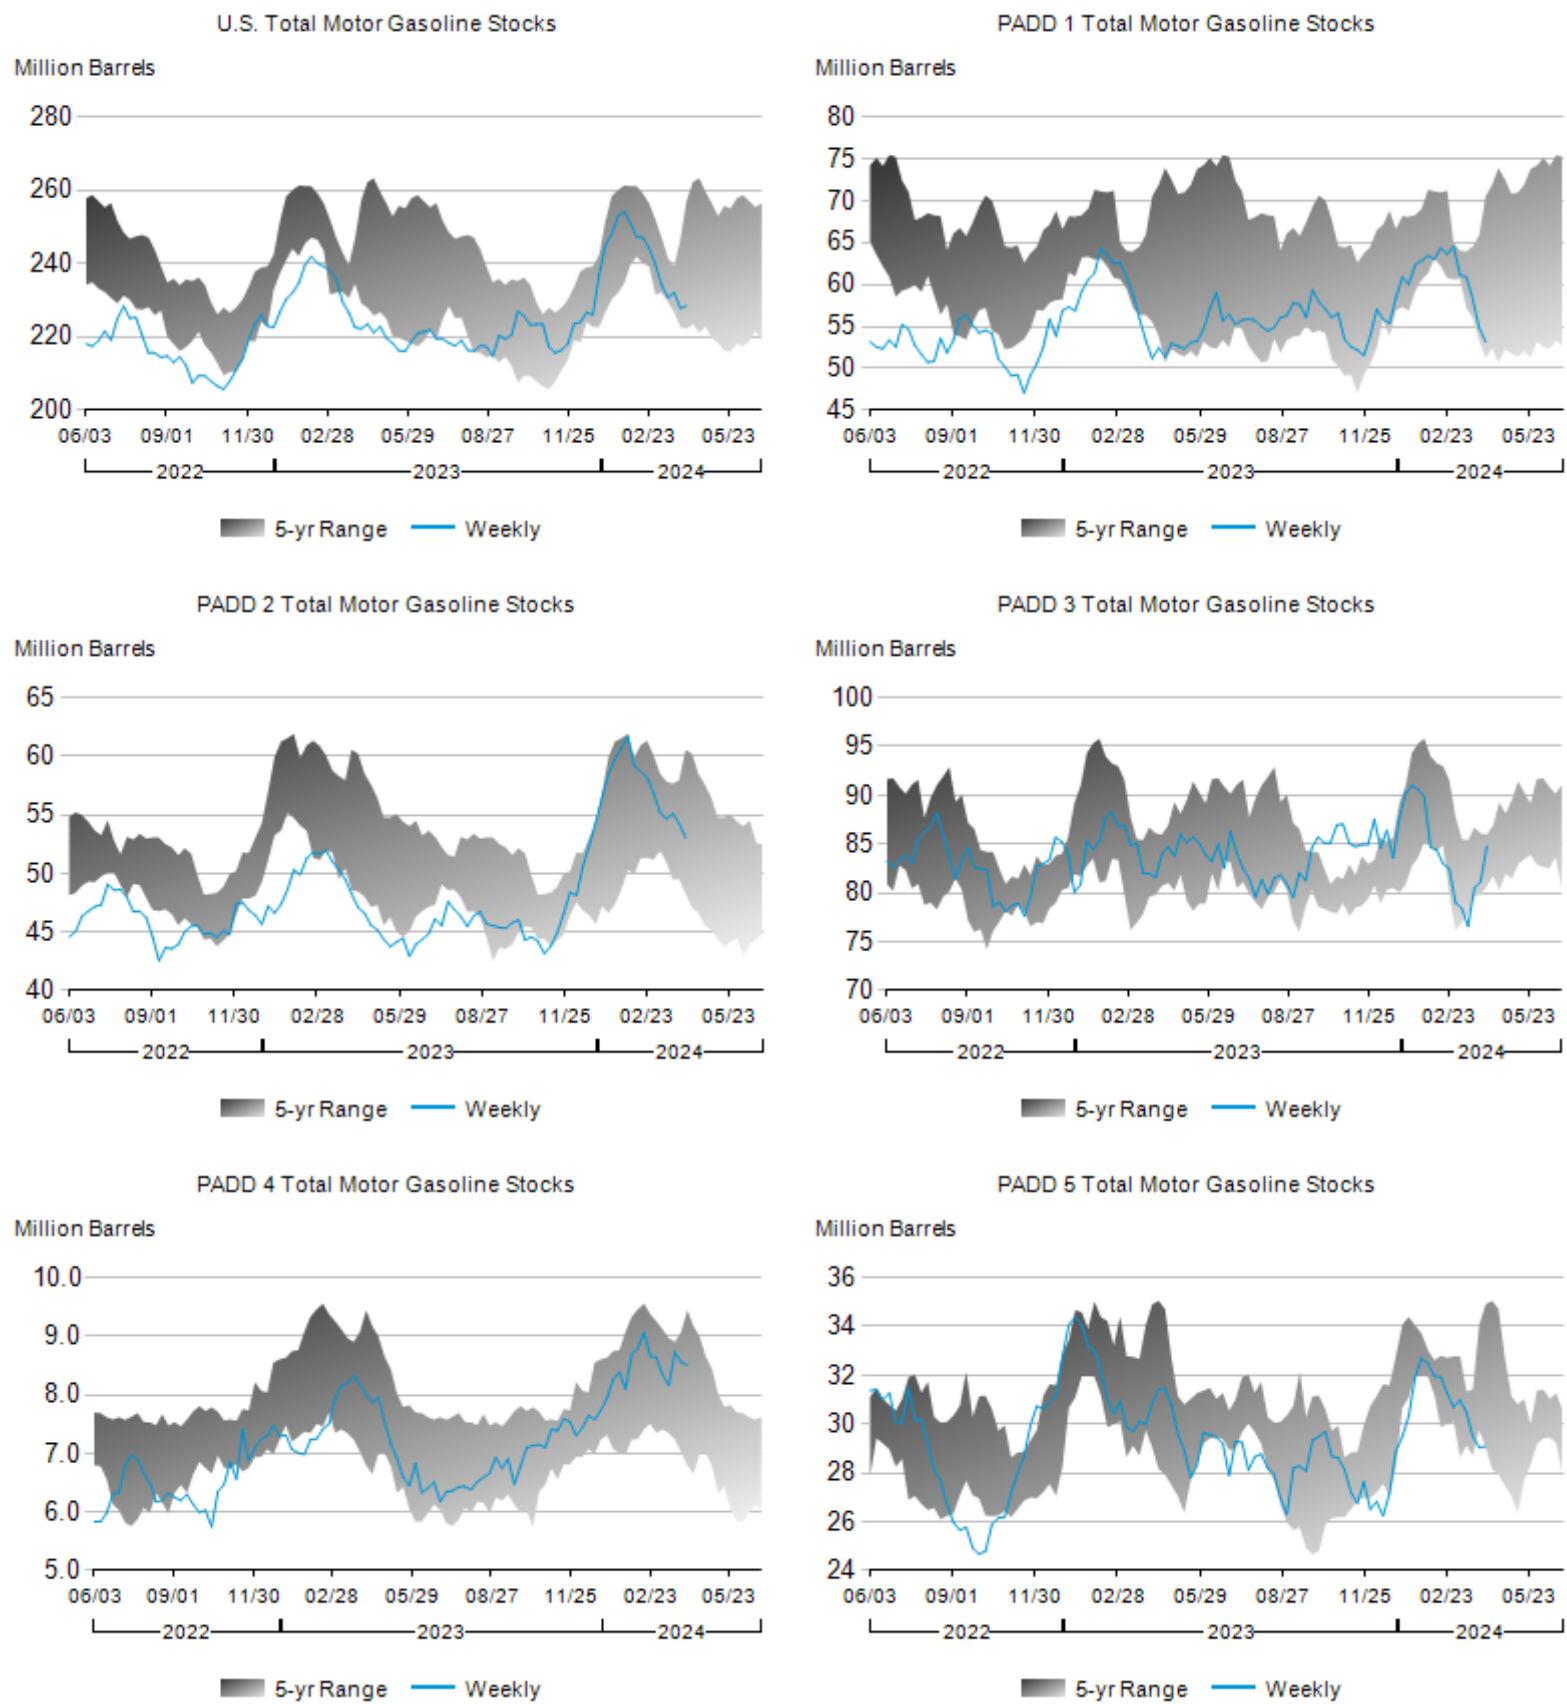 U.S. Total Motor Gasoline Stocks
Million Barrels
280
260
240
220
200
06/03 09/01 11/30 02/28 05/29 08/27 11/25 02/23 05/23
2022 2023 2024
5-yr Range Weekly
PADD 1 Total Motor Gasoline Stocks
Million Barrels
80
75
70
65
60
55
50
45
06/03 09/01 11/30 02/28 05/29 08/27 11/25 02/23 05/23
2022 2023 2024
5-yr Range Weekly
PADD 2 Total Motor Gasoline Stocks
Million Barrels
65
60
55
50
45
40
06/03 09/01 11/30 02/28 05/29 08/27 11/25 02/23 05/23
2022 2023 2024
5-yr Range Weekly
PADD 3 Total Motor Gasoline Stocks
Million Barrels
100
95
90
85
80
75
70
06/03 09/01 11/30 02/28 05/29 08/27 11/25 02/23 05/23
2022 2023 2024
5-yr Range Weekly
PADD 4 Total Motor Gasoline Stocks
Million Barrels
10.0
9.0
8.0
7.0
6.0
5.0
06/03 09/01 11/30 02/28 05/29 08/27 11/25 02/23 05/23
2022 2023 2024
5-yr Range Weekly
PADD 5 Total Motor Gasoline Stocks
Million Barrels
36
34
32
30
28
26
24
06/03 09/01 11/30 02/28 05/29 08/27 11/25 02/23 05/23
2022 2023 2024
5-yr Range Weekly